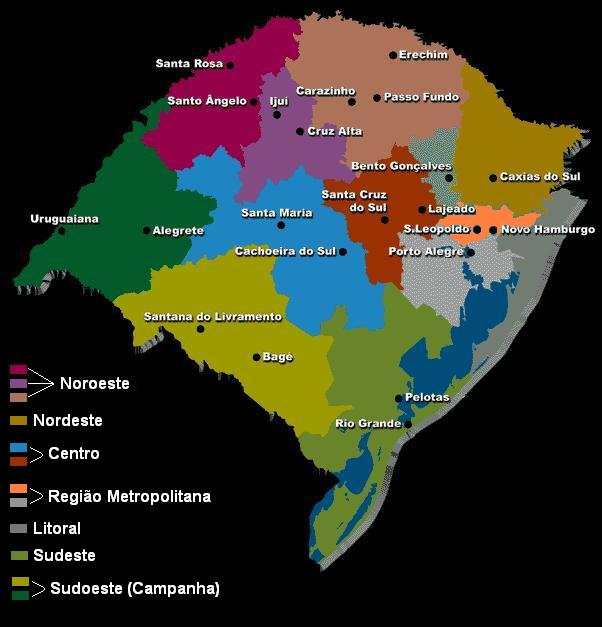 Erechim
Santa Rosa
Carazinho
Santo Ângelo
Ijui
Passo Fundo
Cruz Alta
Bento Gonçalves
Caxias do Sul
Santa Cruz
do Sul
Lajeado
Santa Maria
Uruguaiana
Alegrete
S.Leopoldo
Novo Hamburgo
Cachoeira do Sul
Porto Alegre
Santana do Livramento
Bagé
Pelotas
Rio Grande
Noroeste
Nordeste
Centro
Região Metropolitana
Litoral
Sudeste
Sudoeste (Campanha)